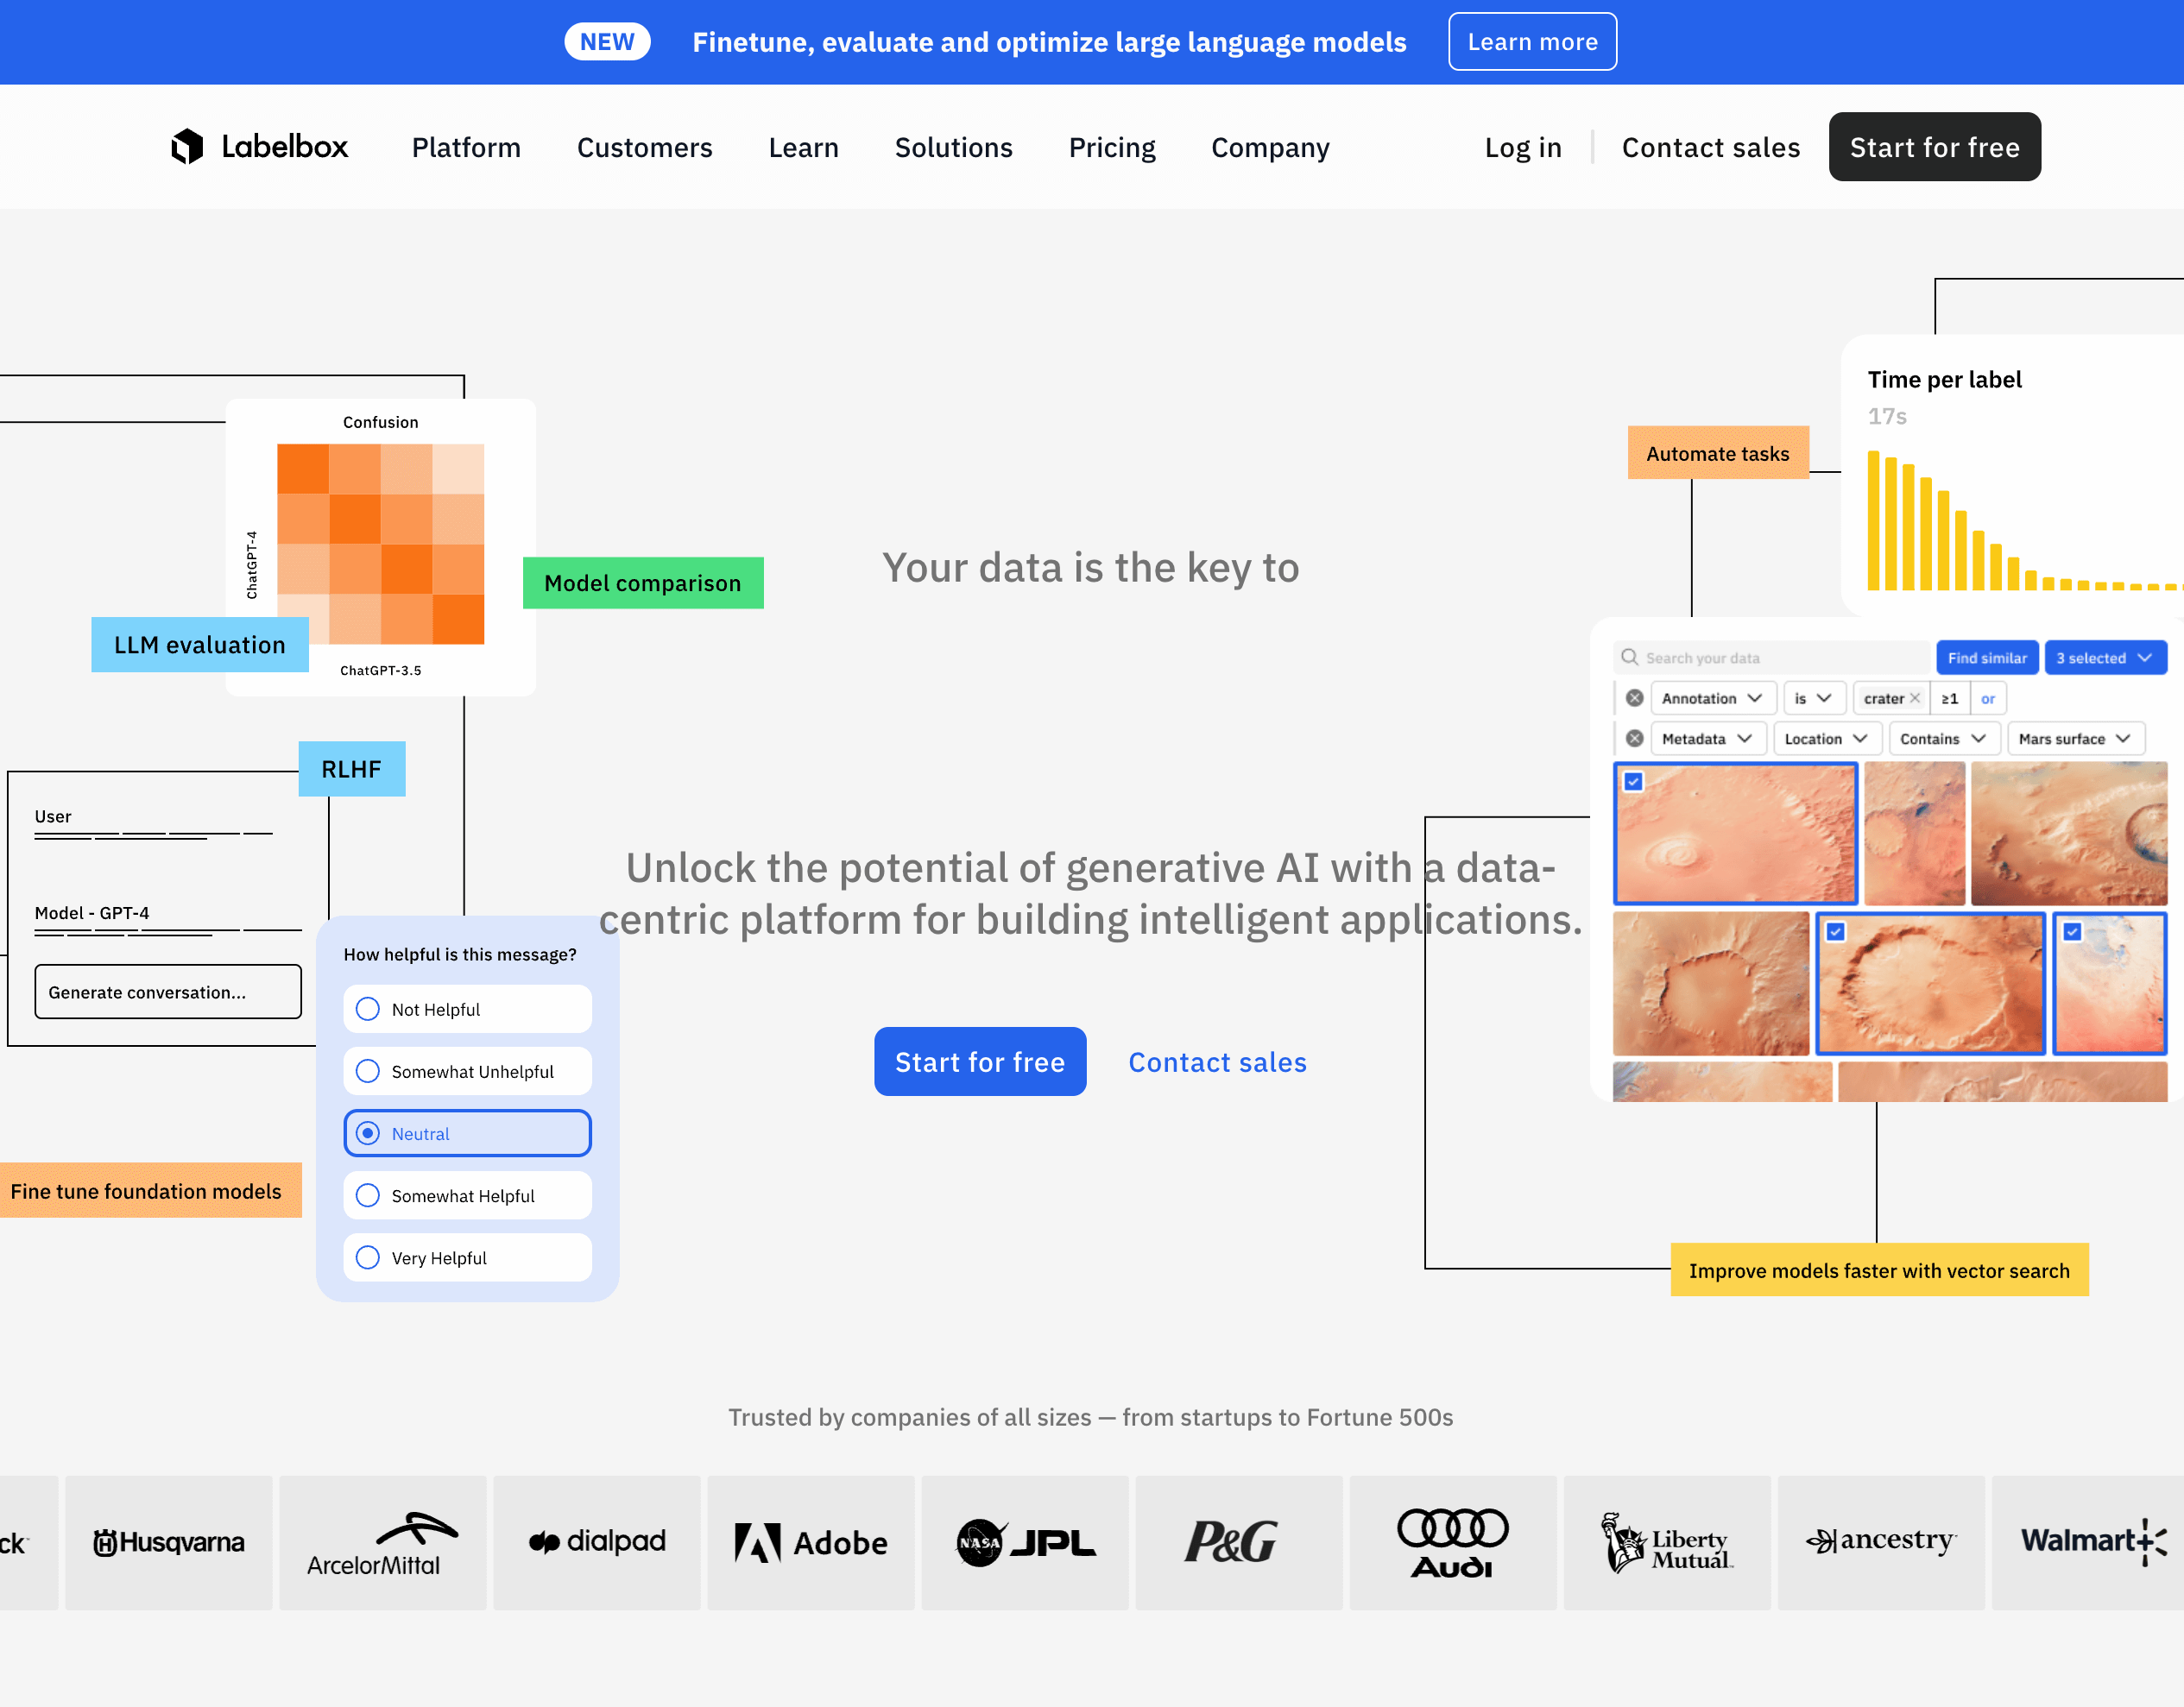 NEW Finetune, evaluate and optimize large language models Learn more
Labelbox Platform Customers Learn Solutions Pricing Company Log in Contact sales Start for free
Confusion
ChatGPT-4
ChatGPT-3.5
Model comparison
LLM evaluation
RLHF
User
Model - GPT-4
Generate conversation...
How helpful is this message?
Not Helpful
Somewhat Unhelpful
Neutral
Somewhat Helpful
Very Helpful
Fine tune foundation models
Your data is the key to
Unlock the potential of generative AI with a data-
centric platform for building intelligent applications.
Start for free Contact sales
Time per label
17s
Automate tasks
Search your data Find similar 3 selected
Annotation is crater ≥1 or
Metadata Location Contains Mars surface
Improve models faster with vector search
Trusted by companies of all sizes — from startups to Fortune 500s
ck
Husqvarna
ArcelorMittal
dialpad
Adobe
NASA JPL
P&G
Audi
Liberty
Mutual™
ancestry
Walmart+